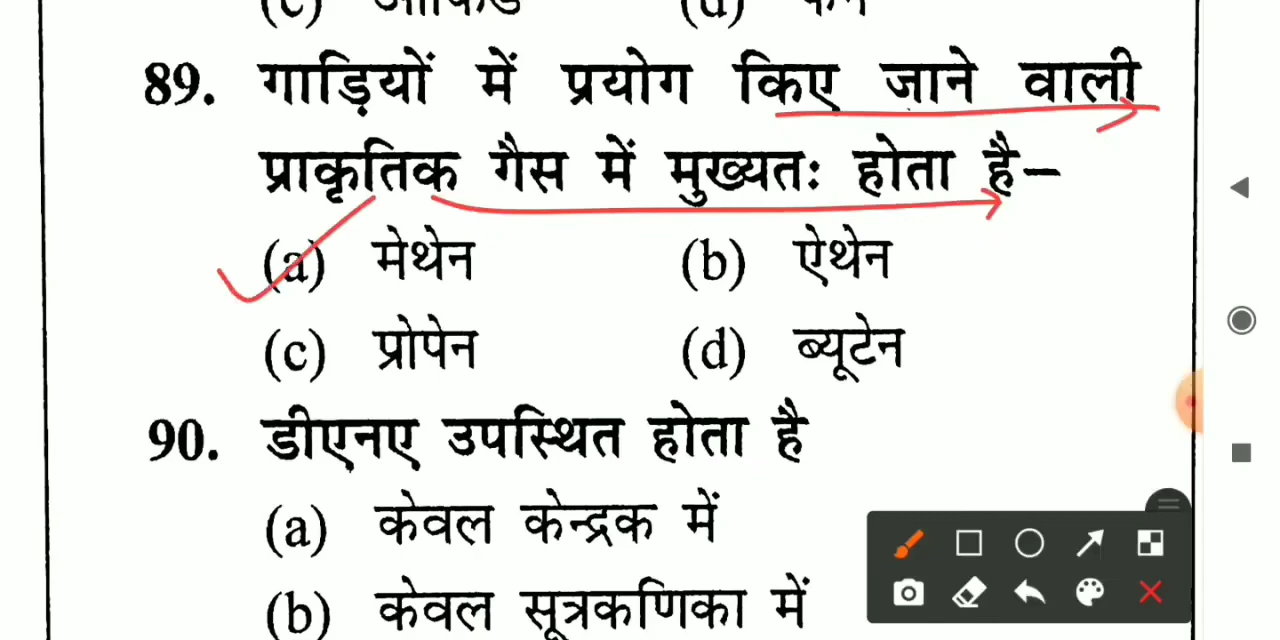 (c) (d)
89. गाड़ियों में प्रयोग किए जाने वाली
प्राकृतिक गैस में मुख्यतः होता है–
(a) मेथेन (b) ऐथेन
(c) प्रोपेन (d) ब्यूटेन
90. डीएनए उपस्थित होता है
(a) केवल केन्द्रक में
(b) केवल सूत्रकणिका में